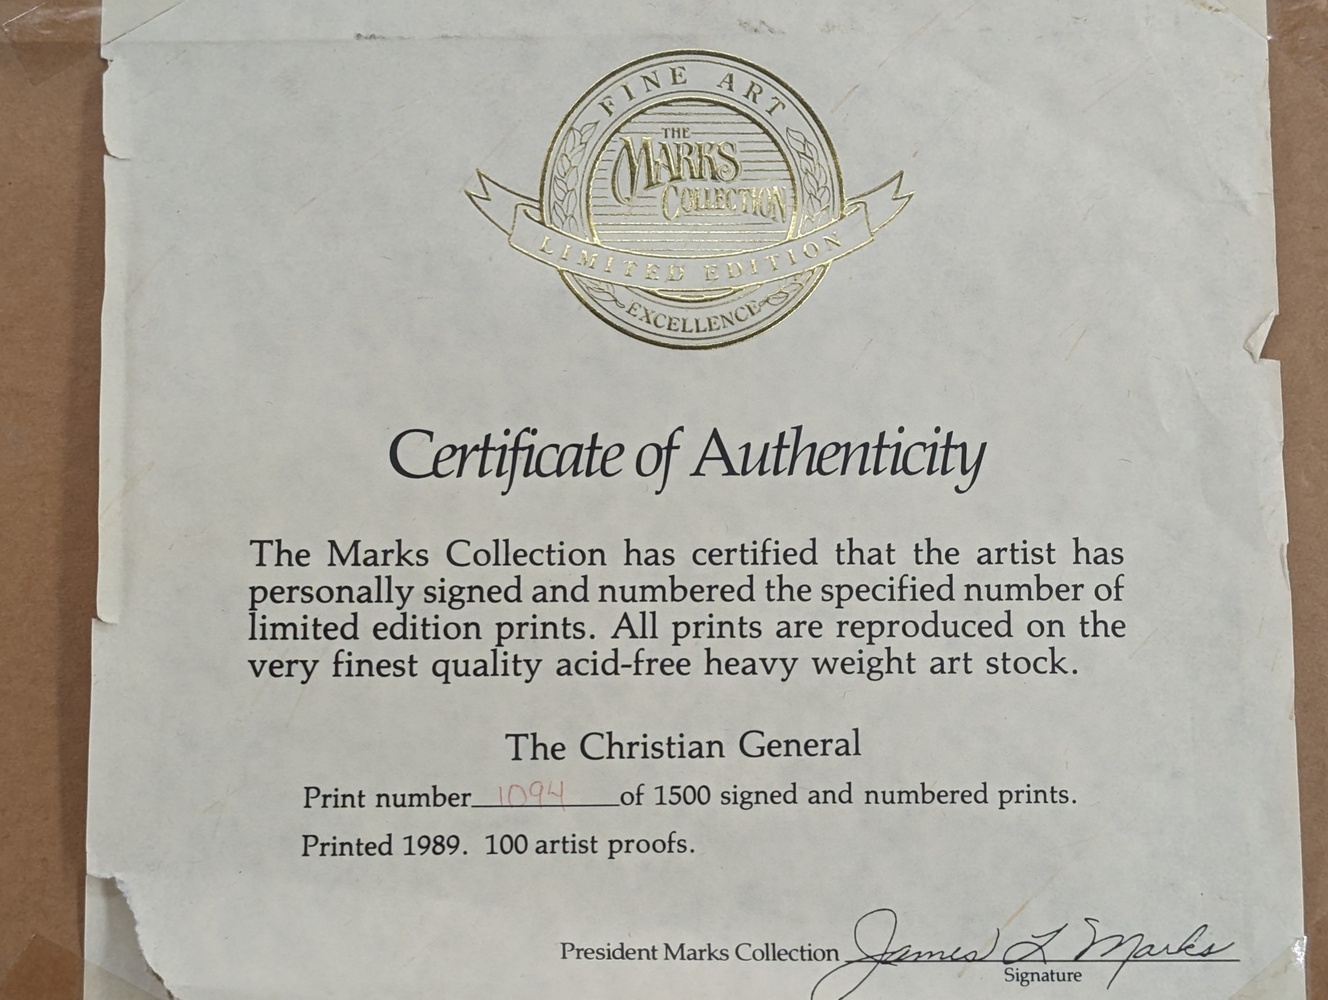 FINE ART
THE
MARKS
COLLECTION
LIMITED EDITION
EXCELLENCE
Certificate of Authenticity
The Marks Collection has certified that the artist has
personally signed and numbered the specified number of
limited edition prints. All prints are reproduced on the
very finest quality acid-free heavy weight art stock.
The Christian General
Print number 1094 of 1500 signed and numbered prints.
Printed 1989. 100 artist proofs.
President Marks Collection James L Marks
Signature